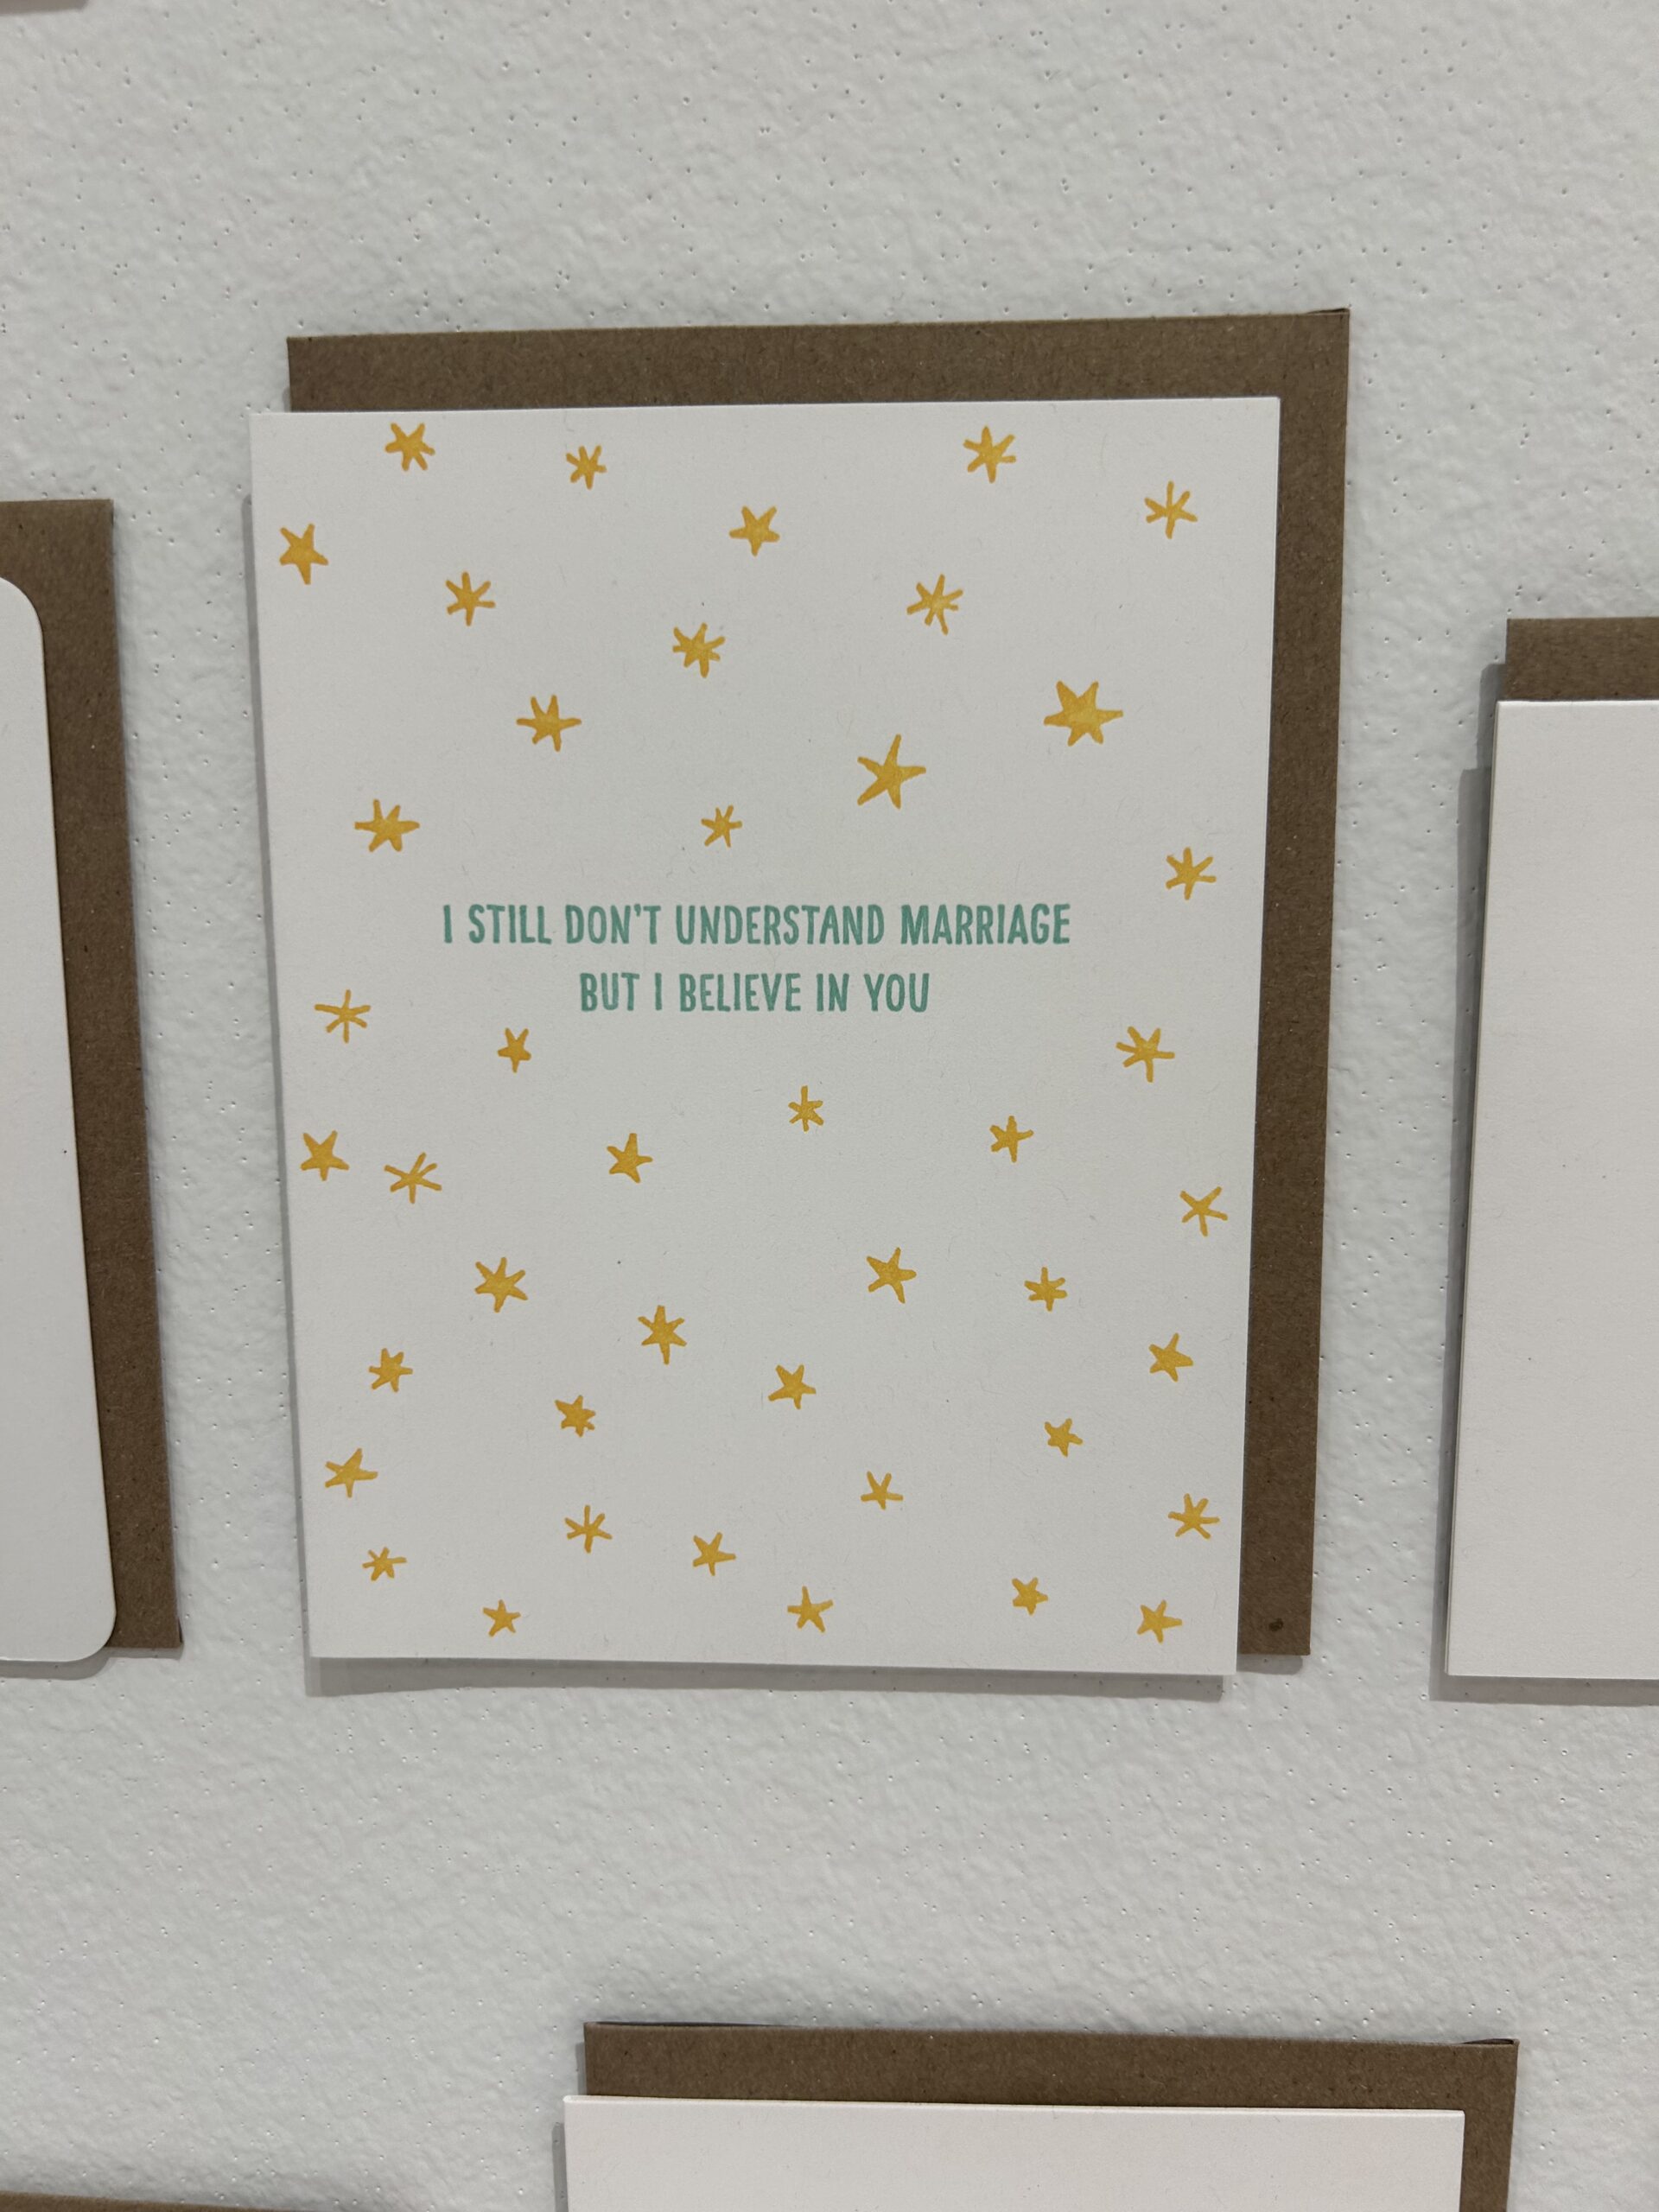 I STILL DON'T UNDERSTAND MARRIAGE
BUT I BELIEVE IN YOU